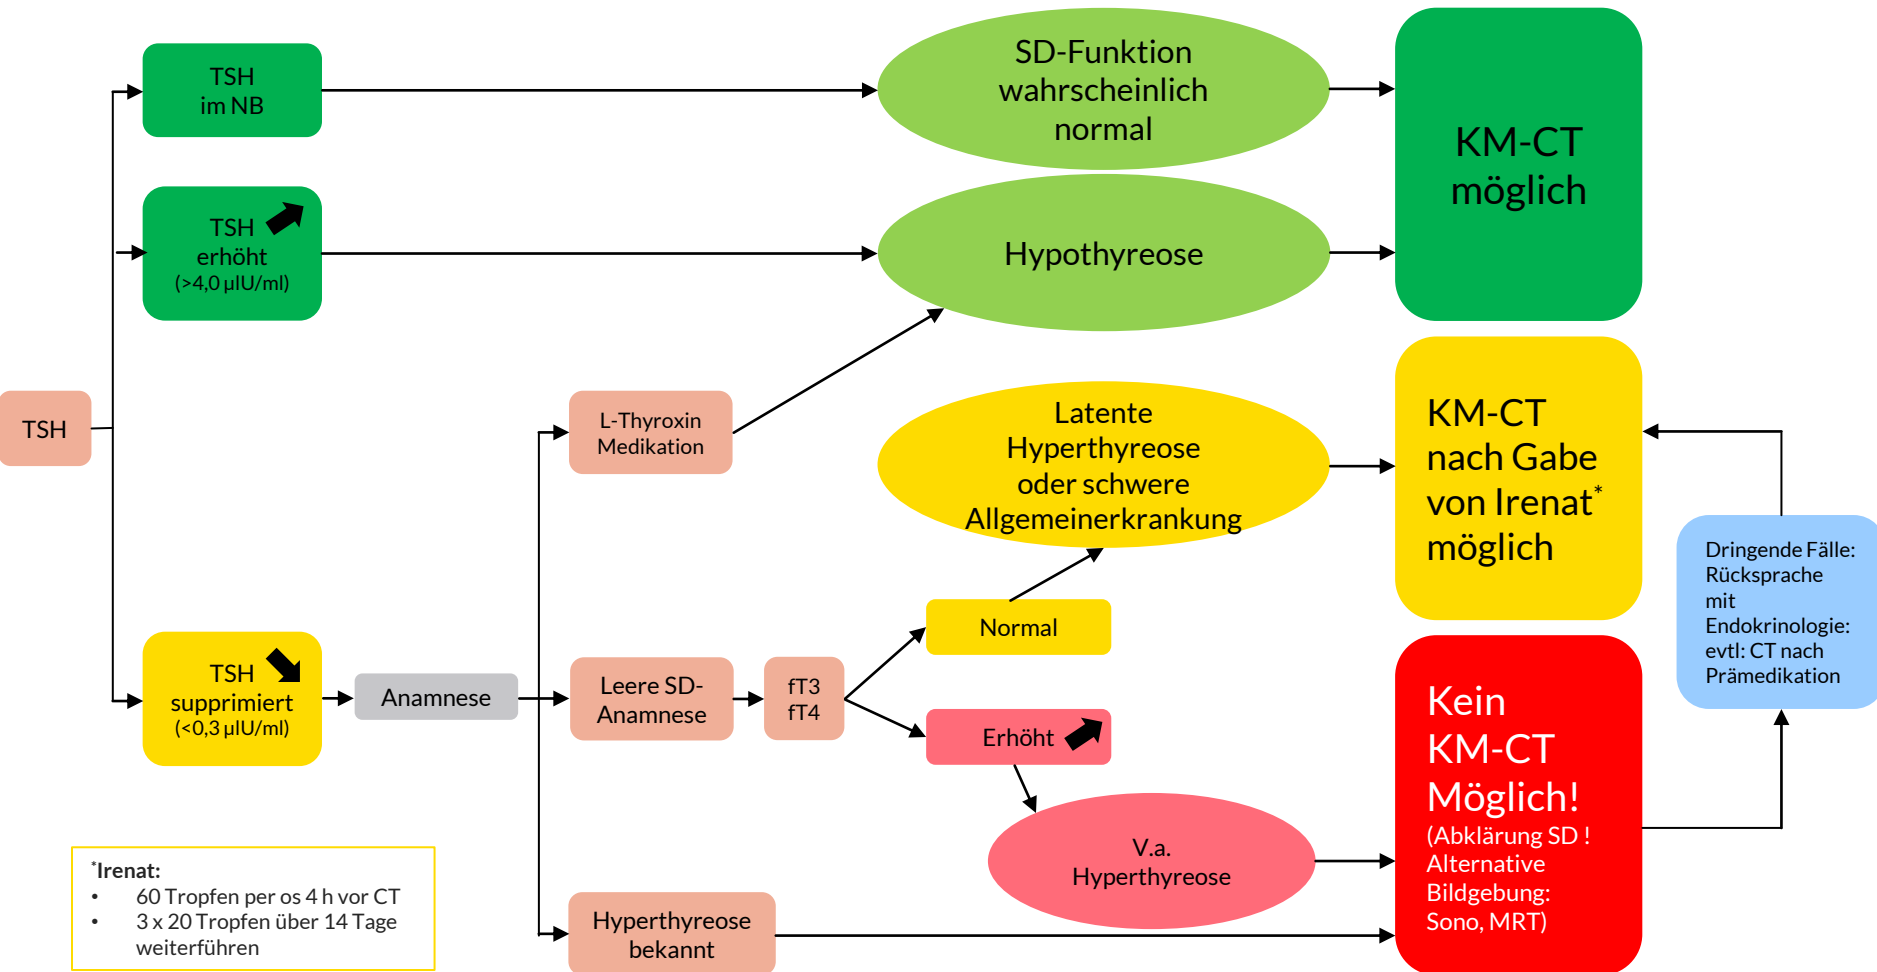 TSH
TSH
im NB
TSH
erhöht
(>4,0 µIU/ml)
TSH
supprimiert
(<0,3 µIU/ml)
Anamnese
L-Thyroxin
Medikation
Leere SD-
Anamnese
Hyperthyreose
bekannt
fT3
fT4
Normal
Erhöht
SD-Funktion
wahrscheinlich
normal
Hypothyreose
Latente
Hyperthyreose
oder schwere
Allgemeinerkrankung
V.a.
Hyperthyreose
KM-CT
möglich
KM-CT
nach Gabe
von Irenat*
möglich
Kein
KM-CT
Möglich!
(Abklärung SD !
Alternative
Bildgebung:
Sono, MRT)
Dringende Fälle:
Rücksprache
mit
Endokrinologie:
evtl: CT nach
Prämedikation
*Irenat:
• 60 Tropfen per os 4 h vor CT
• 3 x 20 Tropfen über 14 Tage
weiterführen